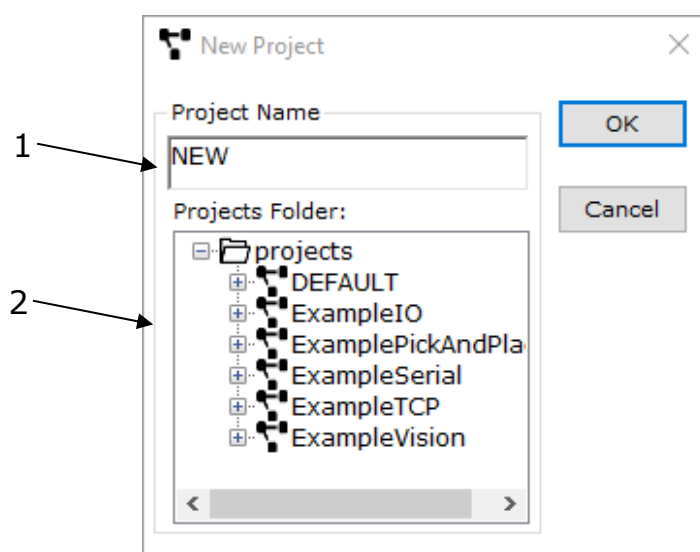 New Project
Project Name
OK
1
NEW
Projects Folder:
Cancel
projects
DEFAULT
2
ExampleIO
ExamplePickAndPla
ExampleSerial
ExampleTCP
ExampleVision